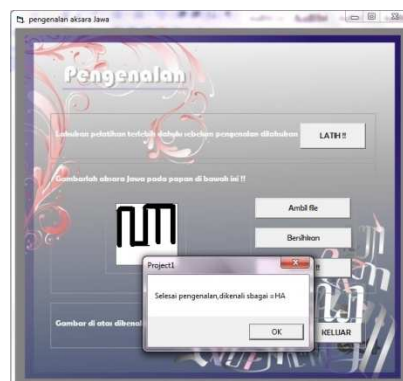 pengenalan aksara Jawa
Pengenalan
Lakukan pelatihan terlebih dahulu sebelum pengenalan dilakukan
LATIH !!
Gambarlah aksara Jawa pada papan di bawah ini !!
Ambil file
Bersihkan
!!
Project1
Selesai pengenalan,dikenali sbagai = HA
OK
Gambar di atas
KELUAR